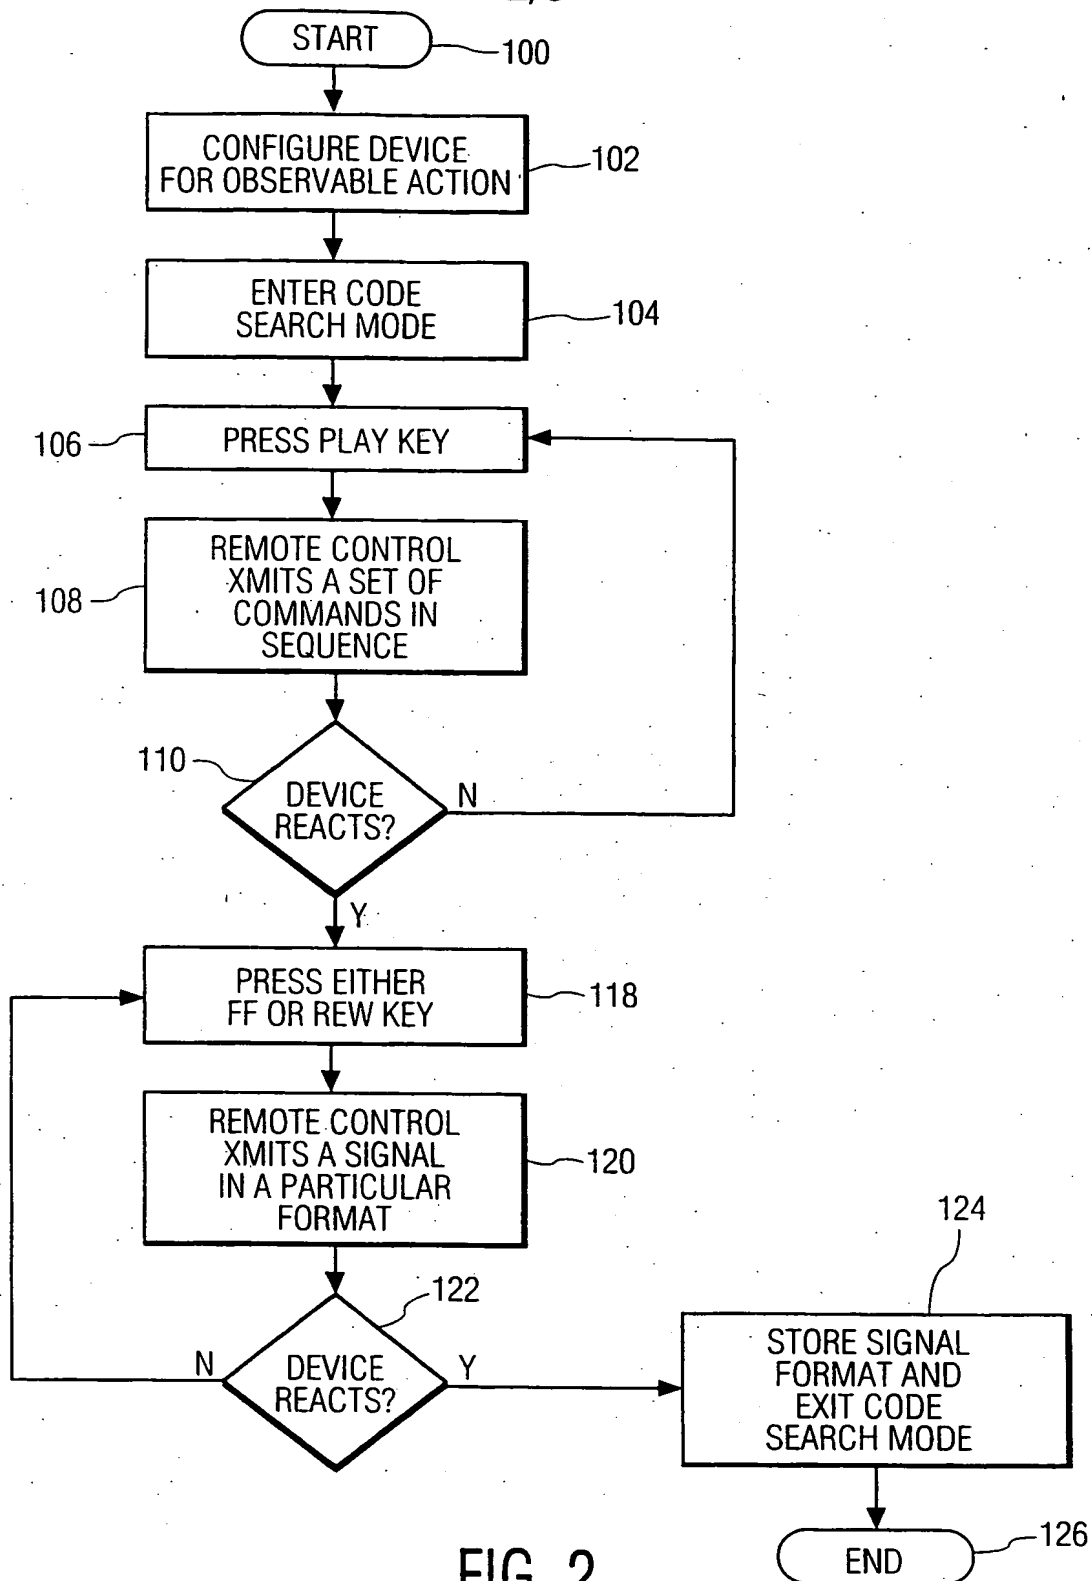 START
100
CONFIGURE DEVICE
FOR OBSERVABLE ACTION
102
ENTER CODE
SEARCH MODE
104
106
PRESS PLAY KEY
REMOTE CONTROL
XMITS A SET OF
COMMANDS IN
SEQUENCE
108
110
DEVICE
REACTS?
N
Y
PRESS EITHER
FF OR REW KEY
118
REMOTE CONTROL
XMITS A SIGNAL
IN A PARTICULAR
FORMAT
120
122
DEVICE
REACTS?
N
Y
124
STORE SIGNAL
FORMAT AND
EXIT CODE
SEARCH MODE
END
126
FIG. 2